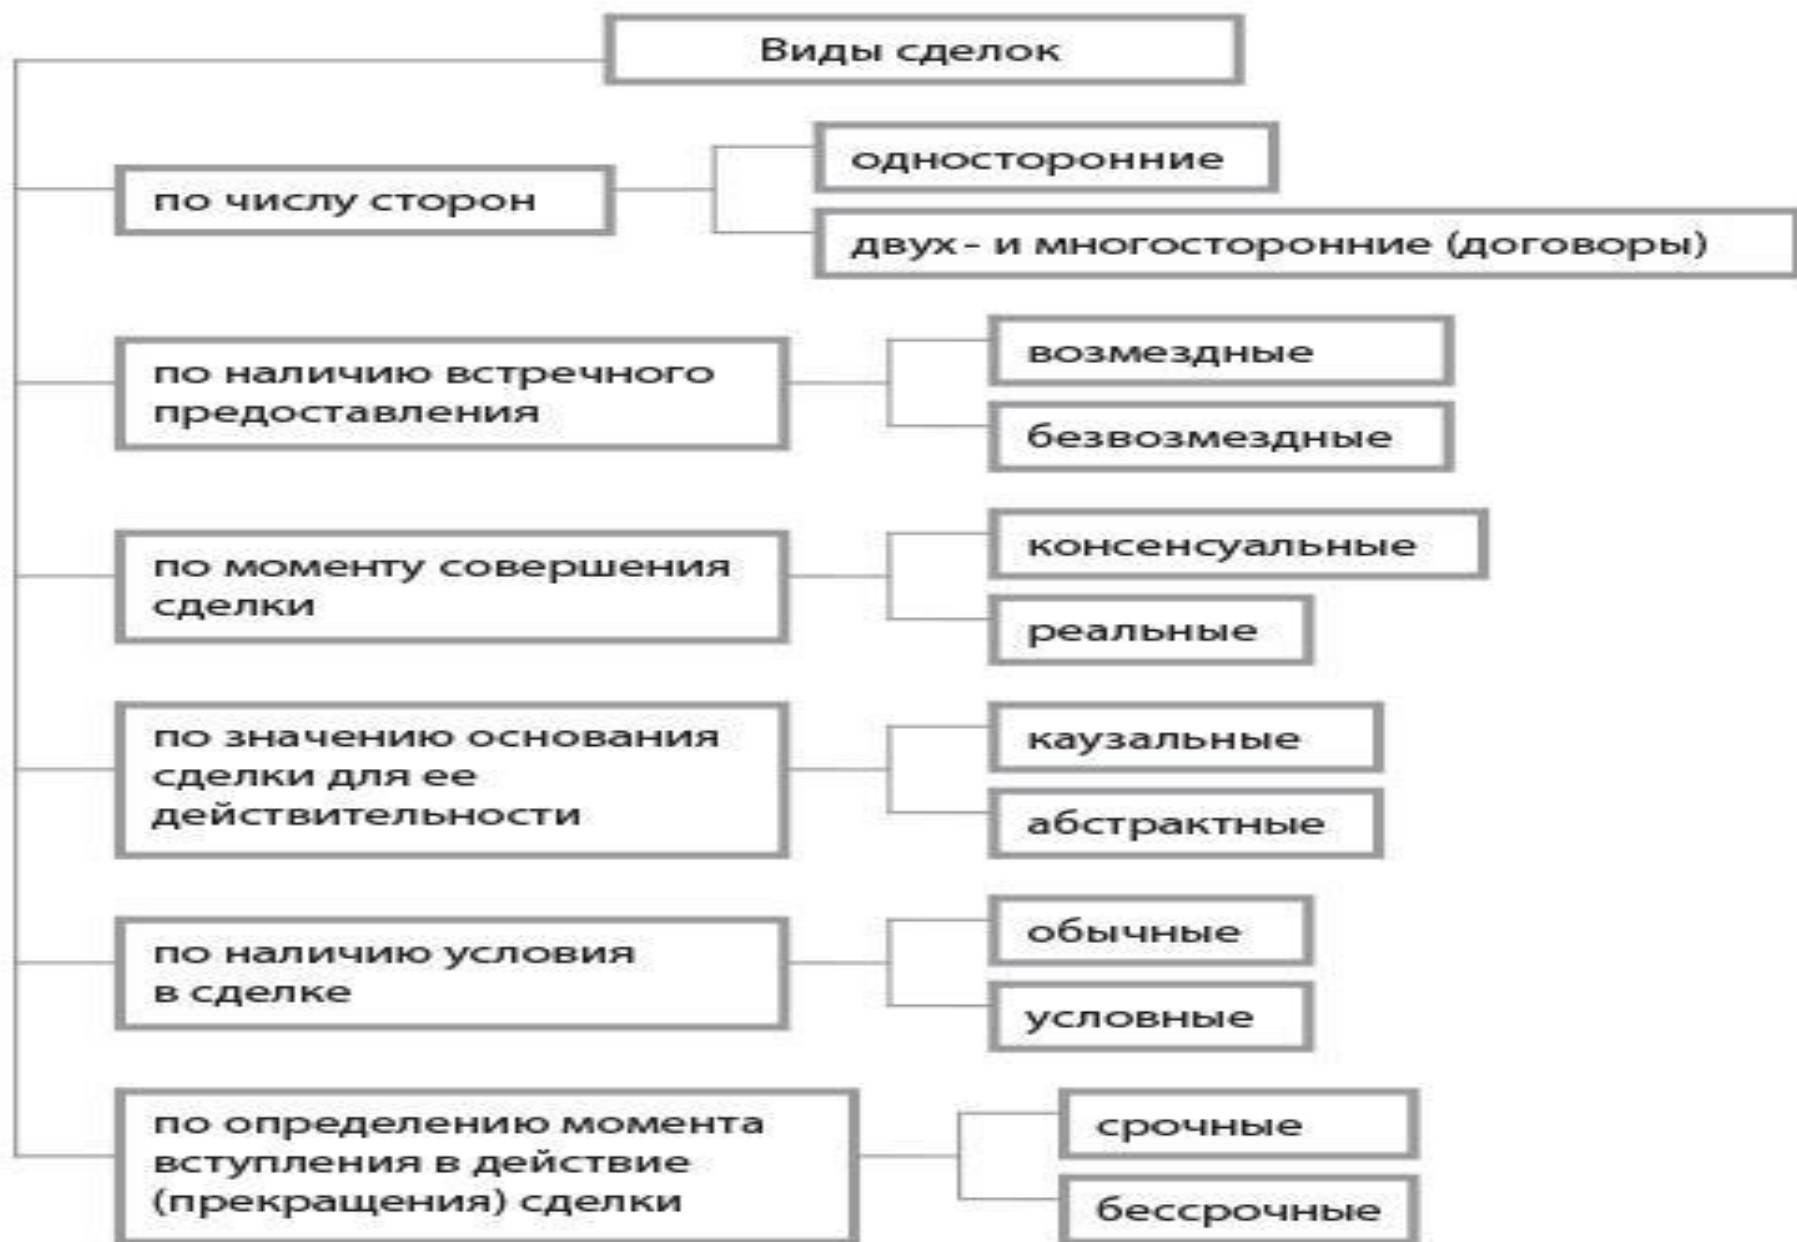 Виды сделок
по числу сторон
односторонние
двух- и многосторонние (договоры)
по наличию встречного
предоставления
возмездные
безвозмездные
по моменту совершения
сделки
консенсуальные
реальные
по значению основания
сделки для ее
действительности
каузальные
абстрактные
по наличию условия
в сделке
обычные
условные
по определению момента
вступления в действие
(прекращения) сделки
срочные
бессрочные